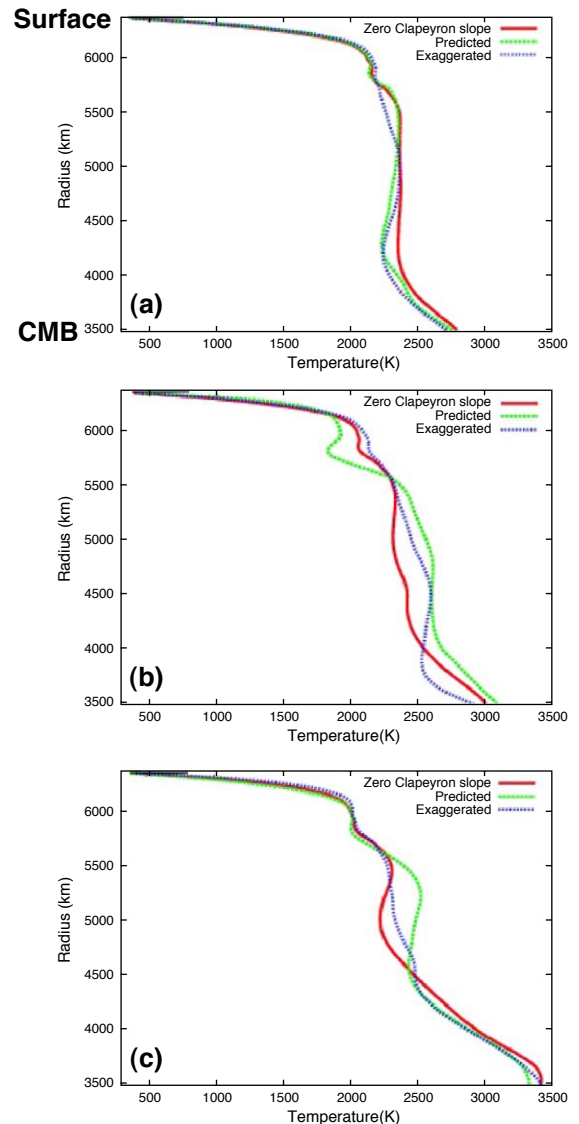 Surface
Zero Clapeyron slope
Predicted
Exaggerated
6000
5500
5000
4500
4000
3500
Radius (km)
(a)
CMB
500 1000 1500 2000 2500 3000 3500
Temperature(K)
Zero Clapeyron slope
Predicted
Exaggerated
6000
5500
5000
4500
4000
3500
Radius (km)
(b)
500 1000 1500 2000 2500 3000 3500
Temperature(K)
Zero Clapeyron slope
Predicted
Exaggerated
6000
5500
5000
4500
4000
3500
Radius (km)
(c)
500 1000 1500 2000 2500 3000 3500
Temperature(K)